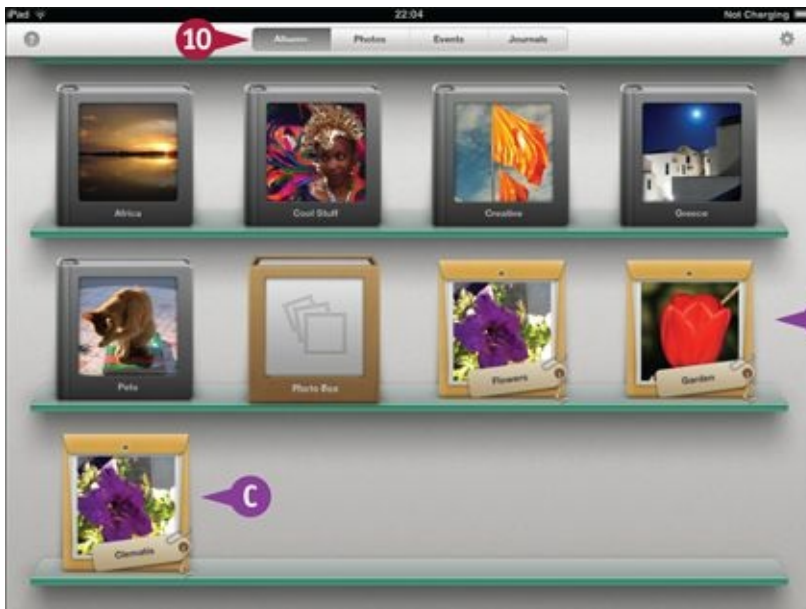 iPad 22:04 Not Charging
?
10 Albums Photos Events Journals
Africa Cool Stuff Creative Greece
Pets Photo Box Flowers Garden
C
Clematis